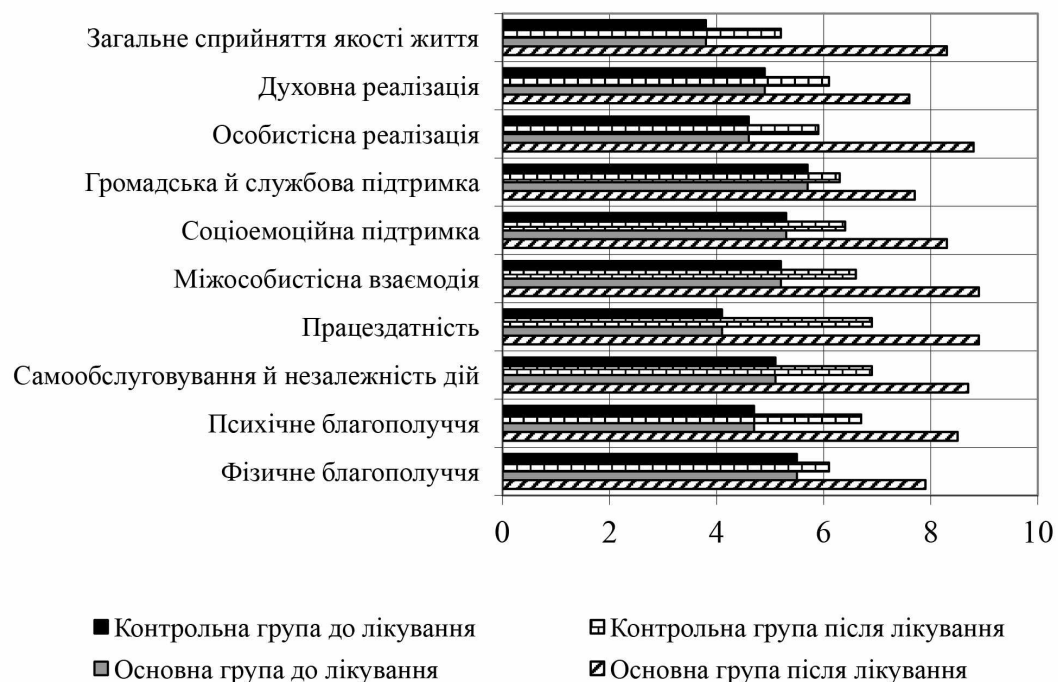 Загальне сприйняття якості життя
Духовна реалізація
Особистісна реалізація
Громадська й службова підтримка
Соціоемоційна підтримка
Міжособистісна взаємодія
Працездатність
Самообслуговування й незалежність дій
Психічне благополуччя
Фізичне благополуччя
0 2 4 6 8 10
Контрольна група до лікування Контрольна група після лікування
Основна група до лікування Основна група після лікування